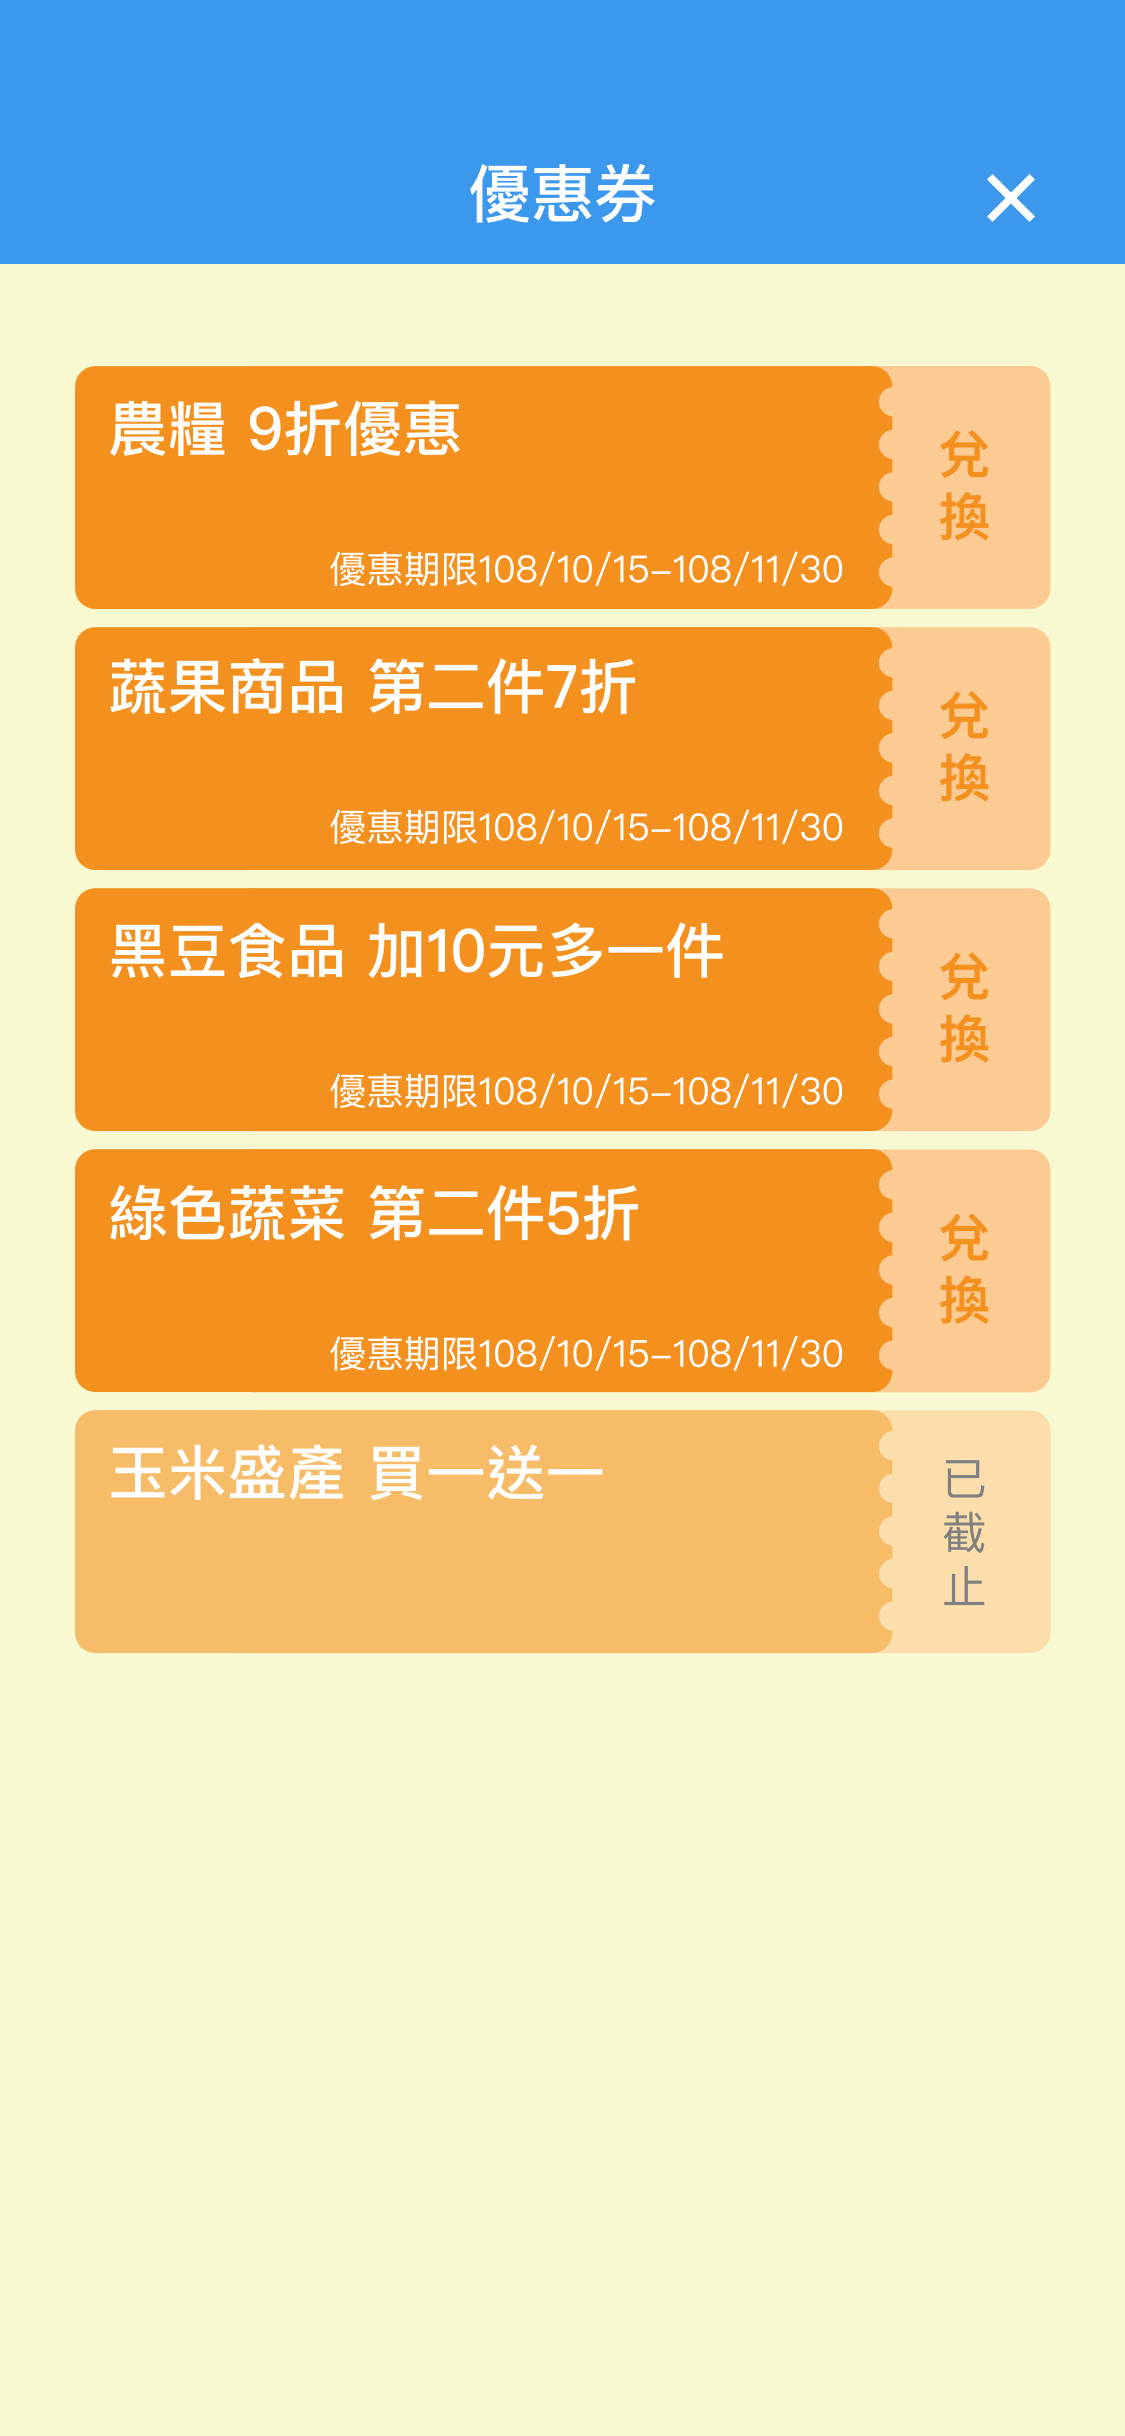 優惠券
農糧 9折優惠
優惠期限108/10/15–108/11/30
兌
換
蔬果商品 第二件7折
優惠期限108/10/15–108/11/30
兌
換
黑豆食品 加10元多一件
優惠期限108/10/15–108/11/30
兌
換
綠色蔬菜 第二件5折
優惠期限108/10/15–108/11/30
兌
換
玉米盛產 買一送一
已
截
止